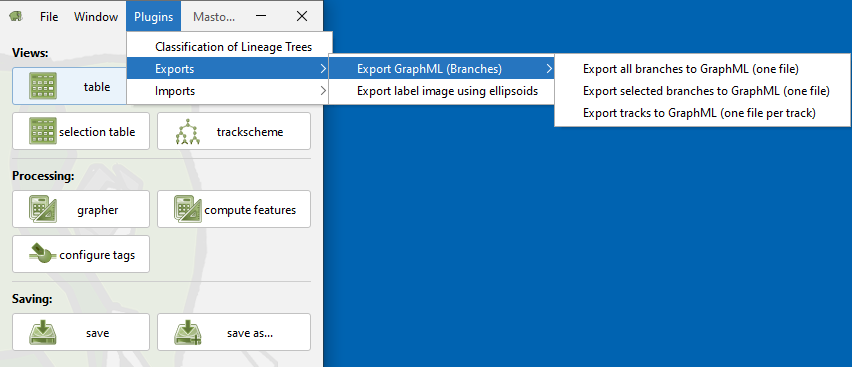 File Window Plugins Masto...
Views:
Classification of Lineage Trees
Exports
Imports
Export GraphML (Branches)
Export label image using ellipsoids
Export all branches to GraphML (one file)
Export selected branches to GraphML (one file)
Export tracks to GraphML (one file per track)
table
selection table
trackscheme
Processing:
grapher
compute features
configure tags
Saving:
save
save as...